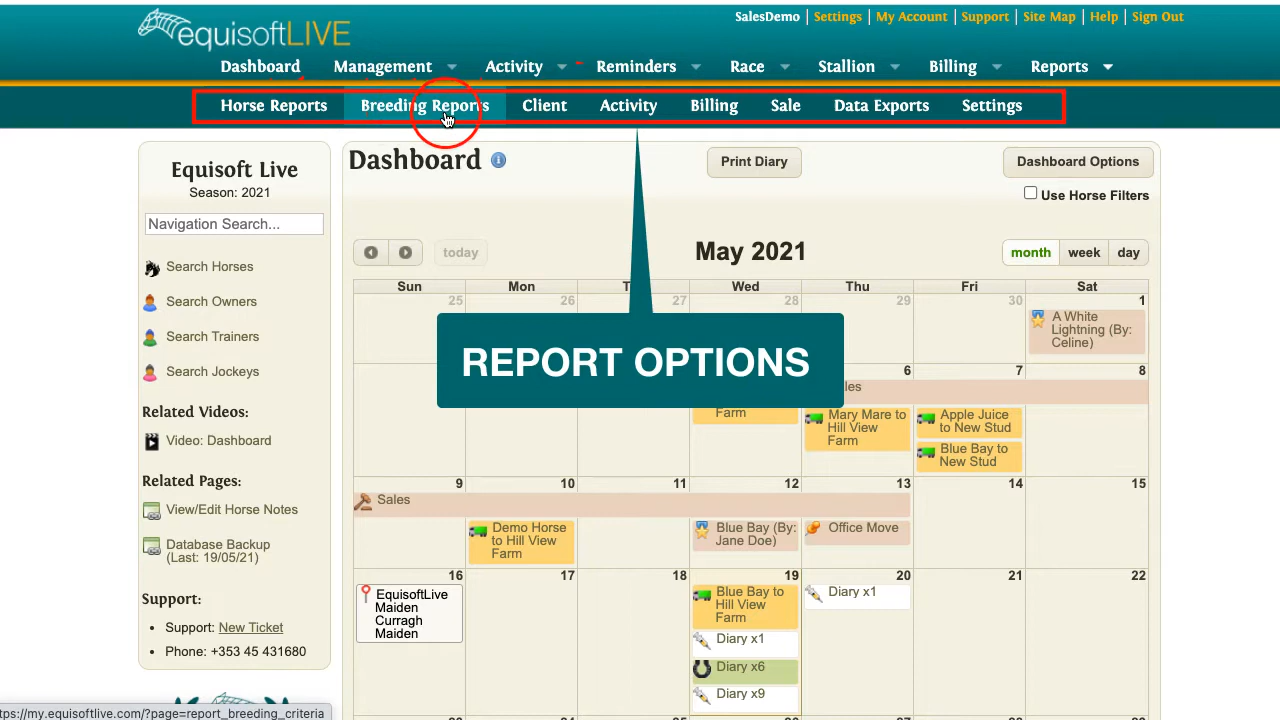 equisoftLIVE
SalesDemo | Settings | My Account | Support | Site Map | Help | Sign Out
Dashboard Management Activity Reminders Race Stallion Billing Reports
Horse Reports Breeding Reports Client Activity Billing Sale Data Exports Settings
Equisoft Live
Season: 2021
Navigation Search...
Search Horses
Search Owners
Search Trainers
Search Jockeys
Related Videos:
Video: Dashboard
Related Pages:
View/Edit Horse Notes
Database Backup
(Last: 19/05/21)
Support:
• Support: New Ticket
• Phone: +353 45 431680
Dashboard
Print Diary
Dashboard Options
Use Horse Filters
today
May 2021
month week day
Sun Mon T Wed Thu Fri Sat
25 26 27 28 29 30 1
A White
Lightning (By:
Celine)
REPORT OPTIONS
6 7 8
les
Farm
Mary Mare to
Hill View
Farm
Apple Juice
to New Stud
Blue Bay to
New Stud
9 10 11 12 13 14 15
Sales
Demo Horse
to Hill View
Farm
Blue Bay (By:
Jane Doe)
Office Move
16 17 18 19 20 21 22
EquisoftLive
Maiden
Curragh
Maiden
Blue Bay to
Hill View
Farm
Diary x1
Diary x6
Diary x9
Diary x1
tps://my.equisoftlive.com/?page=report_breeding_criteria